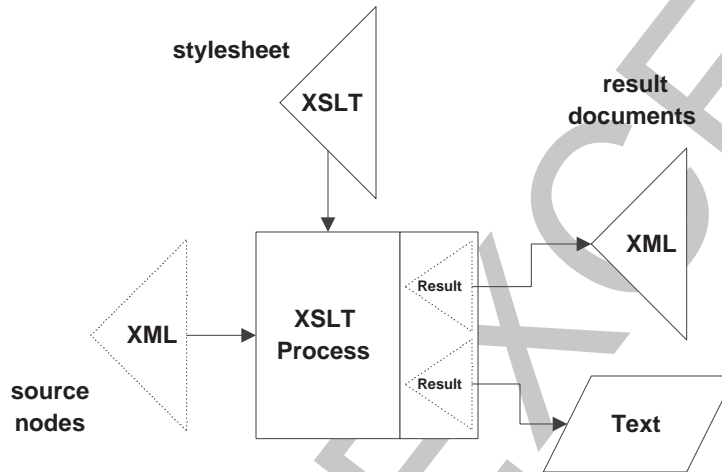 stylesheet
XSLT
result
documents
XML
Result
XSLT
Process
XML
Result
source
nodes
Text